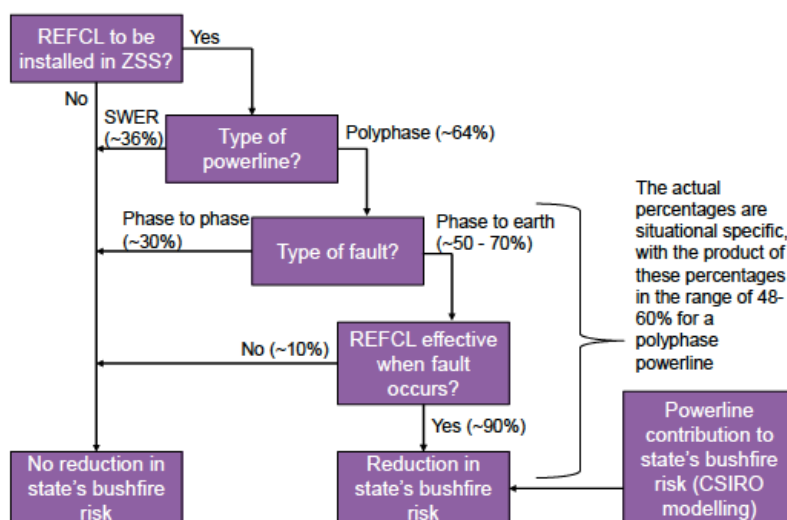 REFCL to be
installed in ZSS?
Yes
No
SWER
(~36%)
Type of
powerline?
Polyphase (~64%)
Phase to phase
(~30%)
Type of fault?
Phase to earth
(~50 - 70%)
The actual
percentages are
situational specific,
with the product of
these percentages
in the range of 48-
60% for a
polyphase
powerline
No (~10%)
REFCL effective
when fault
occurs?
Yes (~90%)
No reduction in
state's bushfire
risk
Reduction in
state's bushfire
risk
Powerline
contribution to
state's bushfire
risk (CSIRO
modelling)